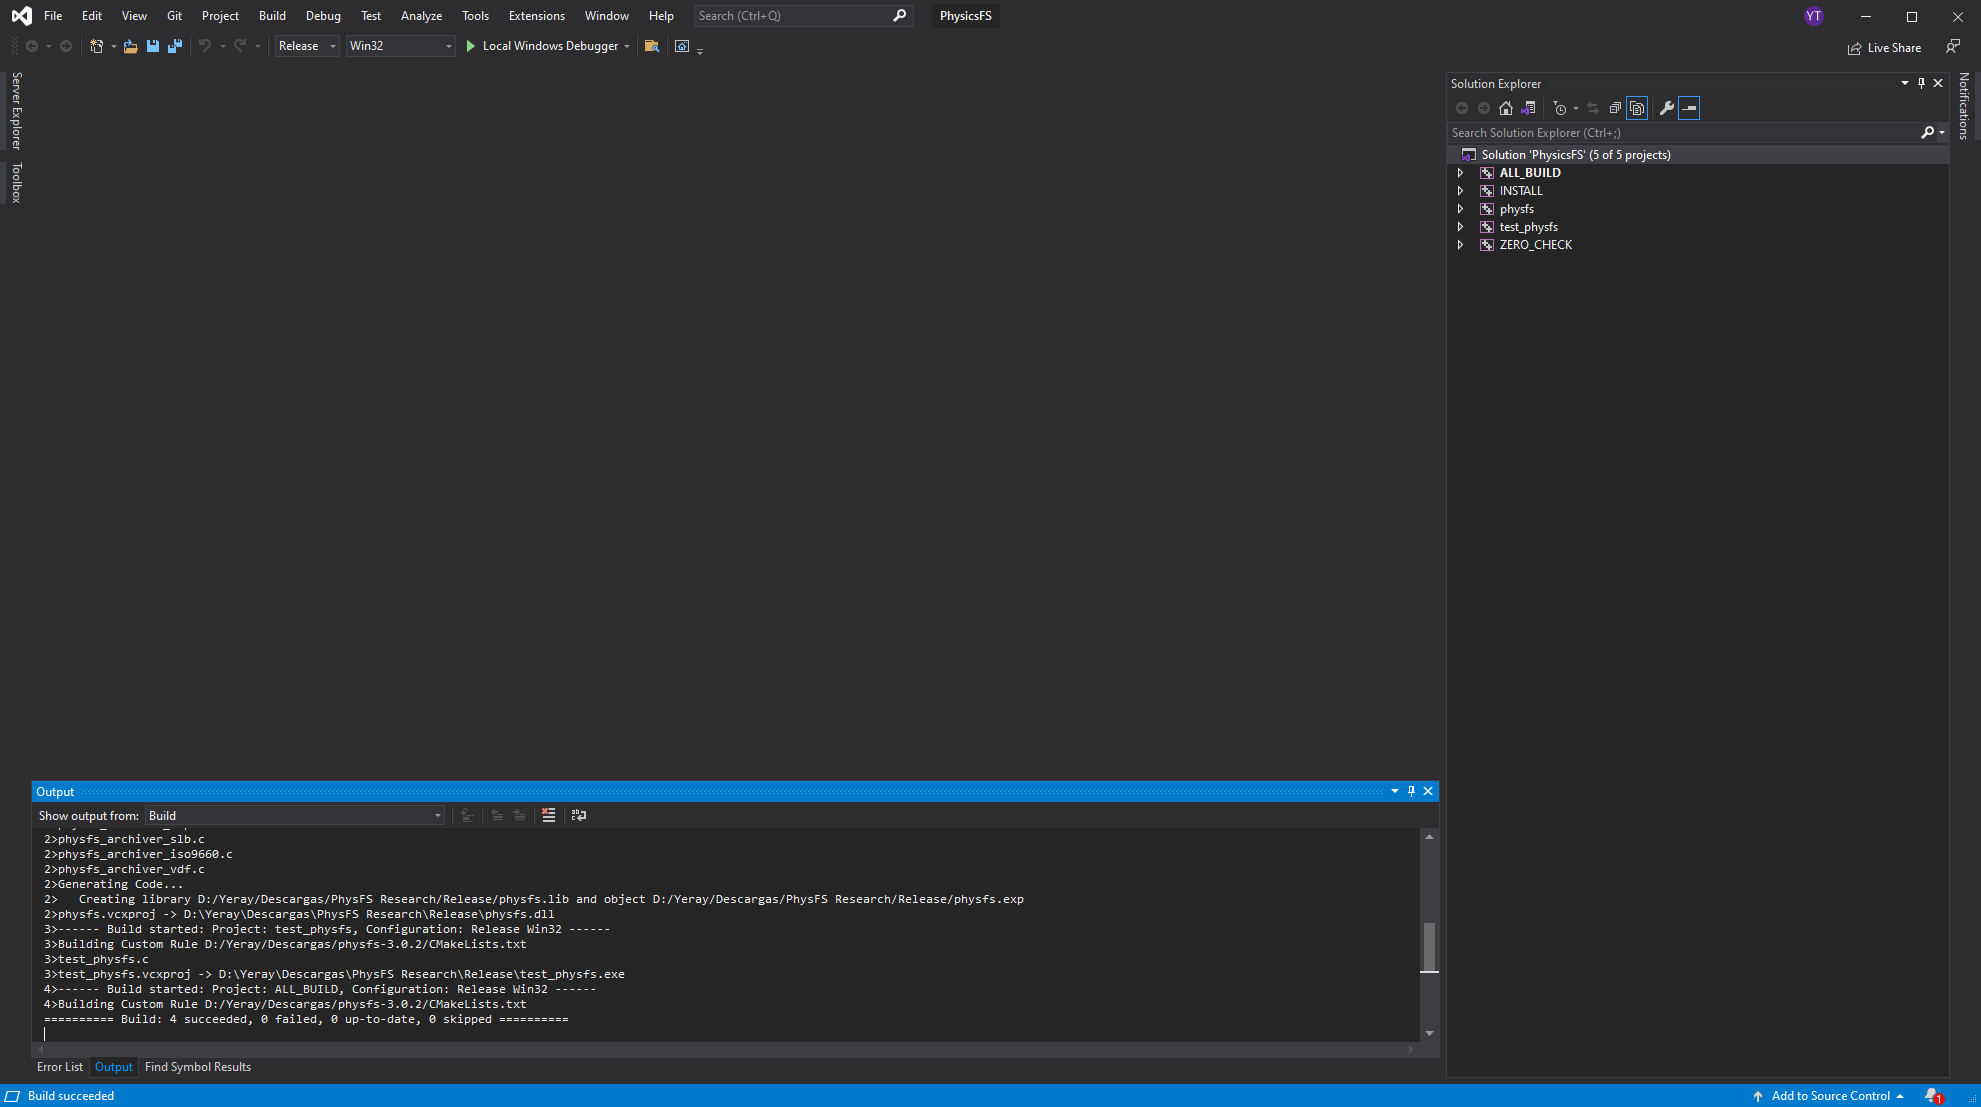 File Edit View Git Project Build Debug Test Analyze Tools Extensions Window Help Search (Ctrl+Q) PhysicsFS YT
Release Win32 Local Windows Debugger Live Share
Server Explorer
Toolbox
Solution Explorer
Search Solution Explorer (Ctrl+;)
Solution 'PhysicsFS' (5 of 5 projects)
ALL_BUILD
INSTALL
physfs
test_physfs
ZERO_CHECK
Notifications
Output
Show output from: Build
2>physfs_archiver_slb.c
2>physfs_archiver_iso9660.c
2>physfs_archiver_vdf.c
2>Generating Code...
2>   Creating library D:/Yeray/Descargas/PhysFS Research/Release/physfs.lib and object D:/Yeray/Descargas/PhysFS Research/Release/physfs.exp
2>physfs.vcxproj -> D:\Yeray\Descargas\PhysFS Research\Release\physfs.dll
3>------ Build started: Project: test_physfs, Configuration: Release Win32 ------
3>Building Custom Rule D:/Yeray/Descargas/physfs-3.0.2/CMakeLists.txt
3>test_physfs.c
3>test_physfs.vcxproj -> D:\Yeray\Descargas\PhysFS Research\Release\test_physfs.exe
4>------ Build started: Project: ALL_BUILD, Configuration: Release Win32 ------
4>Building Custom Rule D:/Yeray/Descargas/physfs-3.0.2/CMakeLists.txt
========== Build: 4 succeeded, 0 failed, 0 up-to-date, 0 skipped ==========
Error List Output Find Symbol Results
Build succeeded Add to Source Control 1